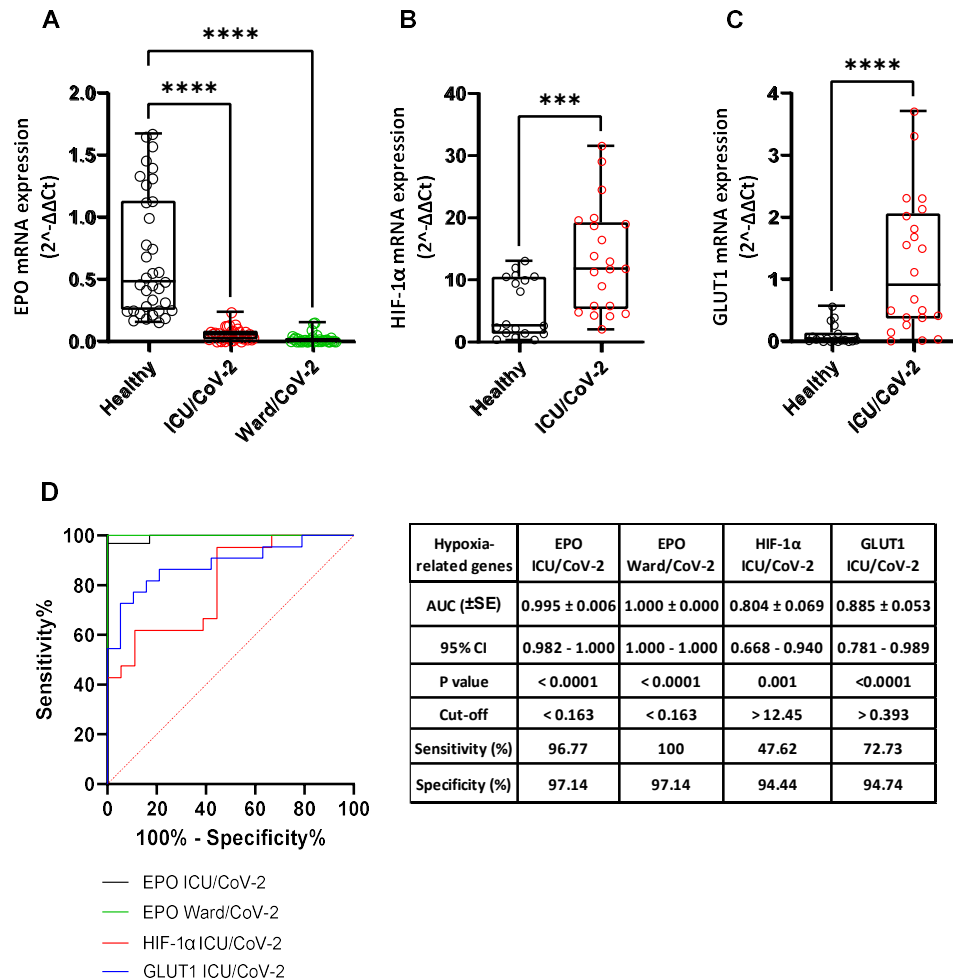 A
****
****
EPO mRNA expression
(2^-ΔΔCt)
2.0
1.5
1.0
0.5
0.0
Healthy
ICU/CoV-2
Ward/CoV-2
B
***
HIF-1α mRNA expression
(2^-ΔΔCt)
40
30
20
10
0
Healthy
ICU/CoV-2
C
****
GLUT1 mRNA expression
(2^-ΔΔCt)
4
3
2
1
0
Healthy
ICU/CoV-2
D
Sensitivity%
100
80
60
40
20
0
0 20 40 60 80 100
100% - Specificity%
EPO ICU/CoV-2
EPO Ward/CoV-2
HIF-1α ICU/CoV-2
GLUT1 ICU/CoV-2
Hypoxia-related genes EPO ICU/CoV-2 EPO Ward/CoV-2 HIF-1α ICU/CoV-2 GLUT1 ICU/CoV-2
AUC (±SE) 0.995 ± 0.006 1.000 ± 0.000 0.804 ± 0.069 0.885 ± 0.053
95% CI 0.982 - 1.000 1.000 - 1.000 0.668 - 0.940 0.781 - 0.989
P value < 0.0001 < 0.0001 0.001 <0.0001
Cut-off < 0.163 < 0.163 > 12.45 > 0.393
Sensitivity (%) 96.77 100 47.62 72.73
Specificity (%) 97.14 97.14 94.44 94.74